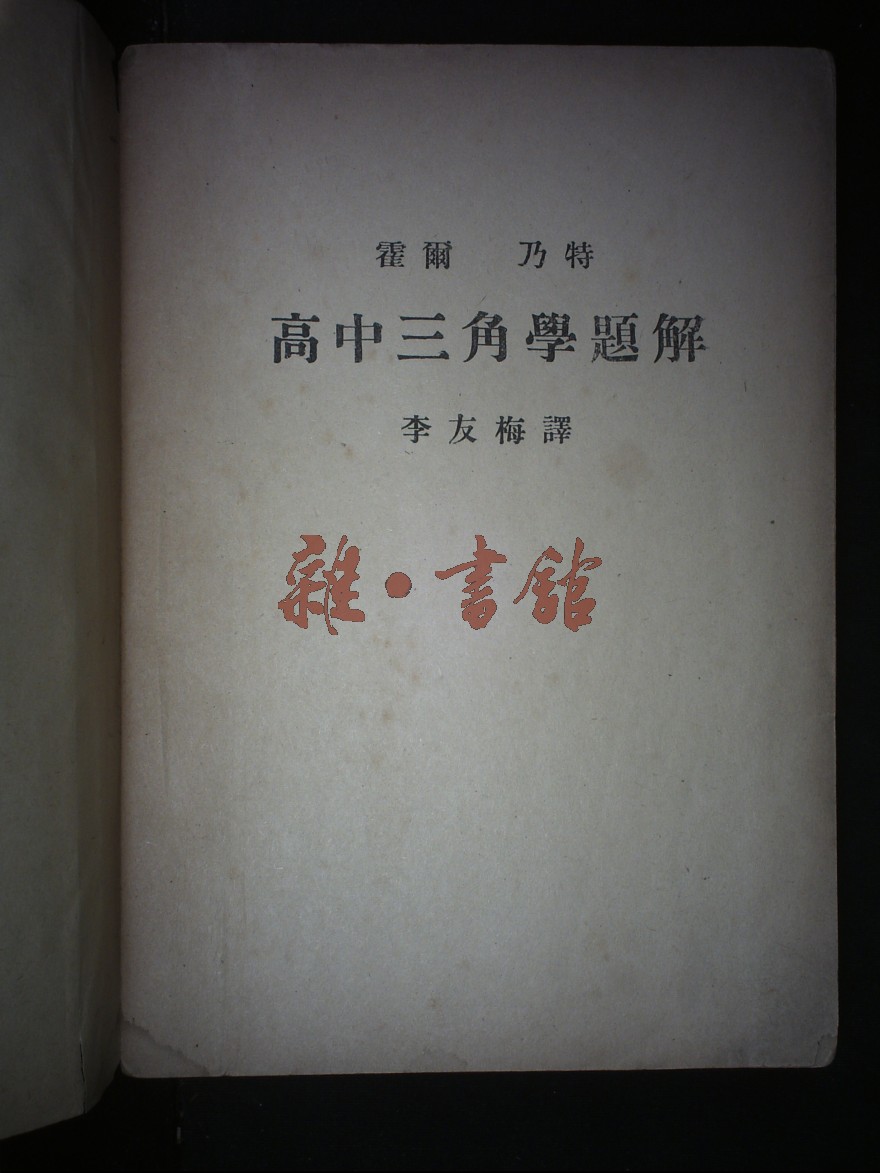 霍爾 乃特
高中三角學題解
李友梅譯
雜·書館